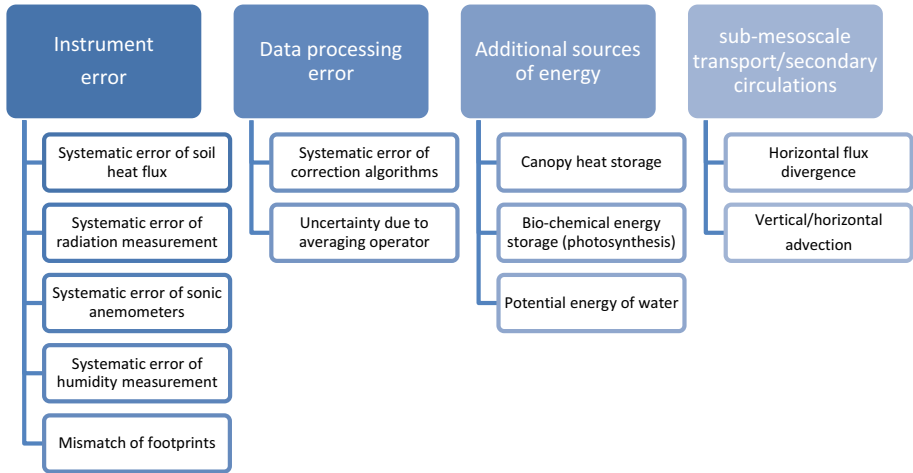 Instrument
error
Systematic error of soil
heat flux
Systematic error of
radiation measurement
Systematic error of sonic
anemometers
Systematic error of
humidity measurement
Mismatch of footprints
Data processing
error
Systematic error of
correction algorithms
Uncertainty due to
averaging operator
Additional sources
of energy
Canopy heat storage
Bio-chemical energy
storage (photosynthesis)
Potential energy of water
sub-mesoscale
transport/secondary
circulations
Horizontal flux
divergence
Vertical/horizontal
advection